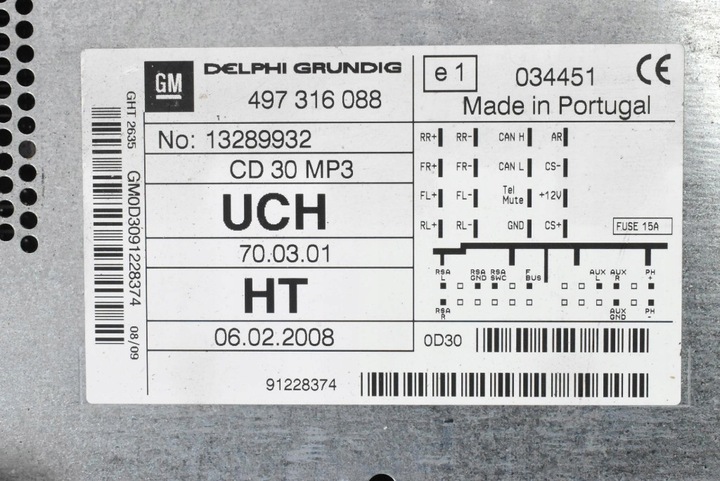 GM
DELPHI GRUNDIG
497 316 088
No: 13289932
CD 30 MP3
UCH
70.03.01
HT
06.02.2008
91228374
GHT 2635
GM0D3091228374
08/09
e 1
034451
CE
Made in Portugal
RR+ RR- CAN H AR
FR+ FR- CAN L CS-
FL+ FL- Tel Mute +12V
RL+ RL- GND CS+
FUSE 15A
RSA L RSA GND RSA SWC F BUS AUX L AUX R PH +
RSA R AUX GND PH -
0D30